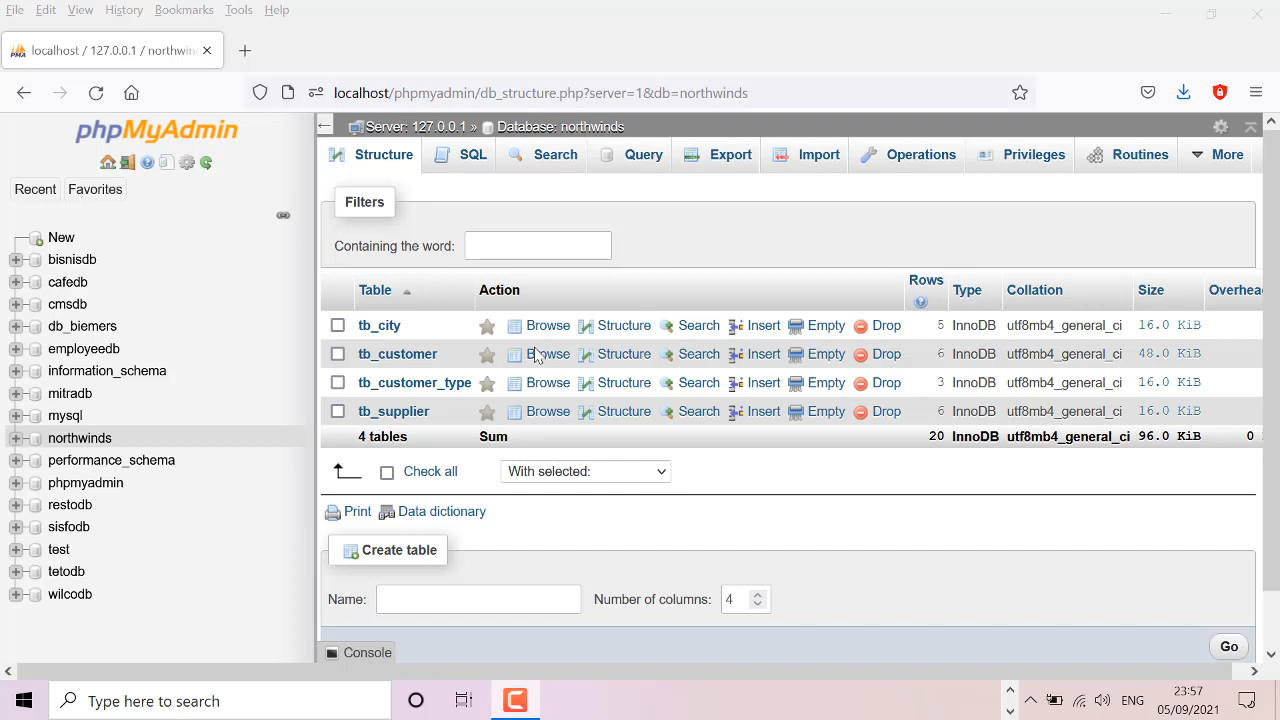 File Edit View History Bookmarks Tools Help
localhost / 127.0.0.1 / northwin
localhost/phpmyadmin/db_structure.php?server=1&db=northwinds
phpMyAdmin
Recent Favorites
New
bisnisdb
cafedb
cmsdb
db_biemers
employeedb
information_schema
mitradb
mysql
northwinds
performance_schema
phpmyadmin
restodb
sisfodb
test
tetodb
wilcodb
Server: 127.0.0.1 » Database: northwinds
Structure SQL Search Query Export Import Operations Privileges Routines More
Filters
Containing the word:
Table Action Rows Type Collation Size Overhea
tb_city Browse Structure Search Insert Empty Drop 5 InnoDB utf8mb4_general_ci 16.0 KiB
tb_customer Browse Structure Search Insert Empty Drop 6 InnoDB utf8mb4_general_ci 48.0 KiB
tb_customer_type Browse Structure Search Insert Empty Drop 3 InnoDB utf8mb4_general_ci 16.0 KiB
tb_supplier Browse Structure Search Insert Empty Drop 6 InnoDB utf8mb4_general_ci 16.0 KiB
4 tables Sum 20 InnoDB utf8mb4_general_ci 96.0 KiB 0
Check all With selected:
Print Data dictionary
Create table
Name: Number of columns: 4
Go
Console
Type here to search
ENG
23:57
05/09/2021